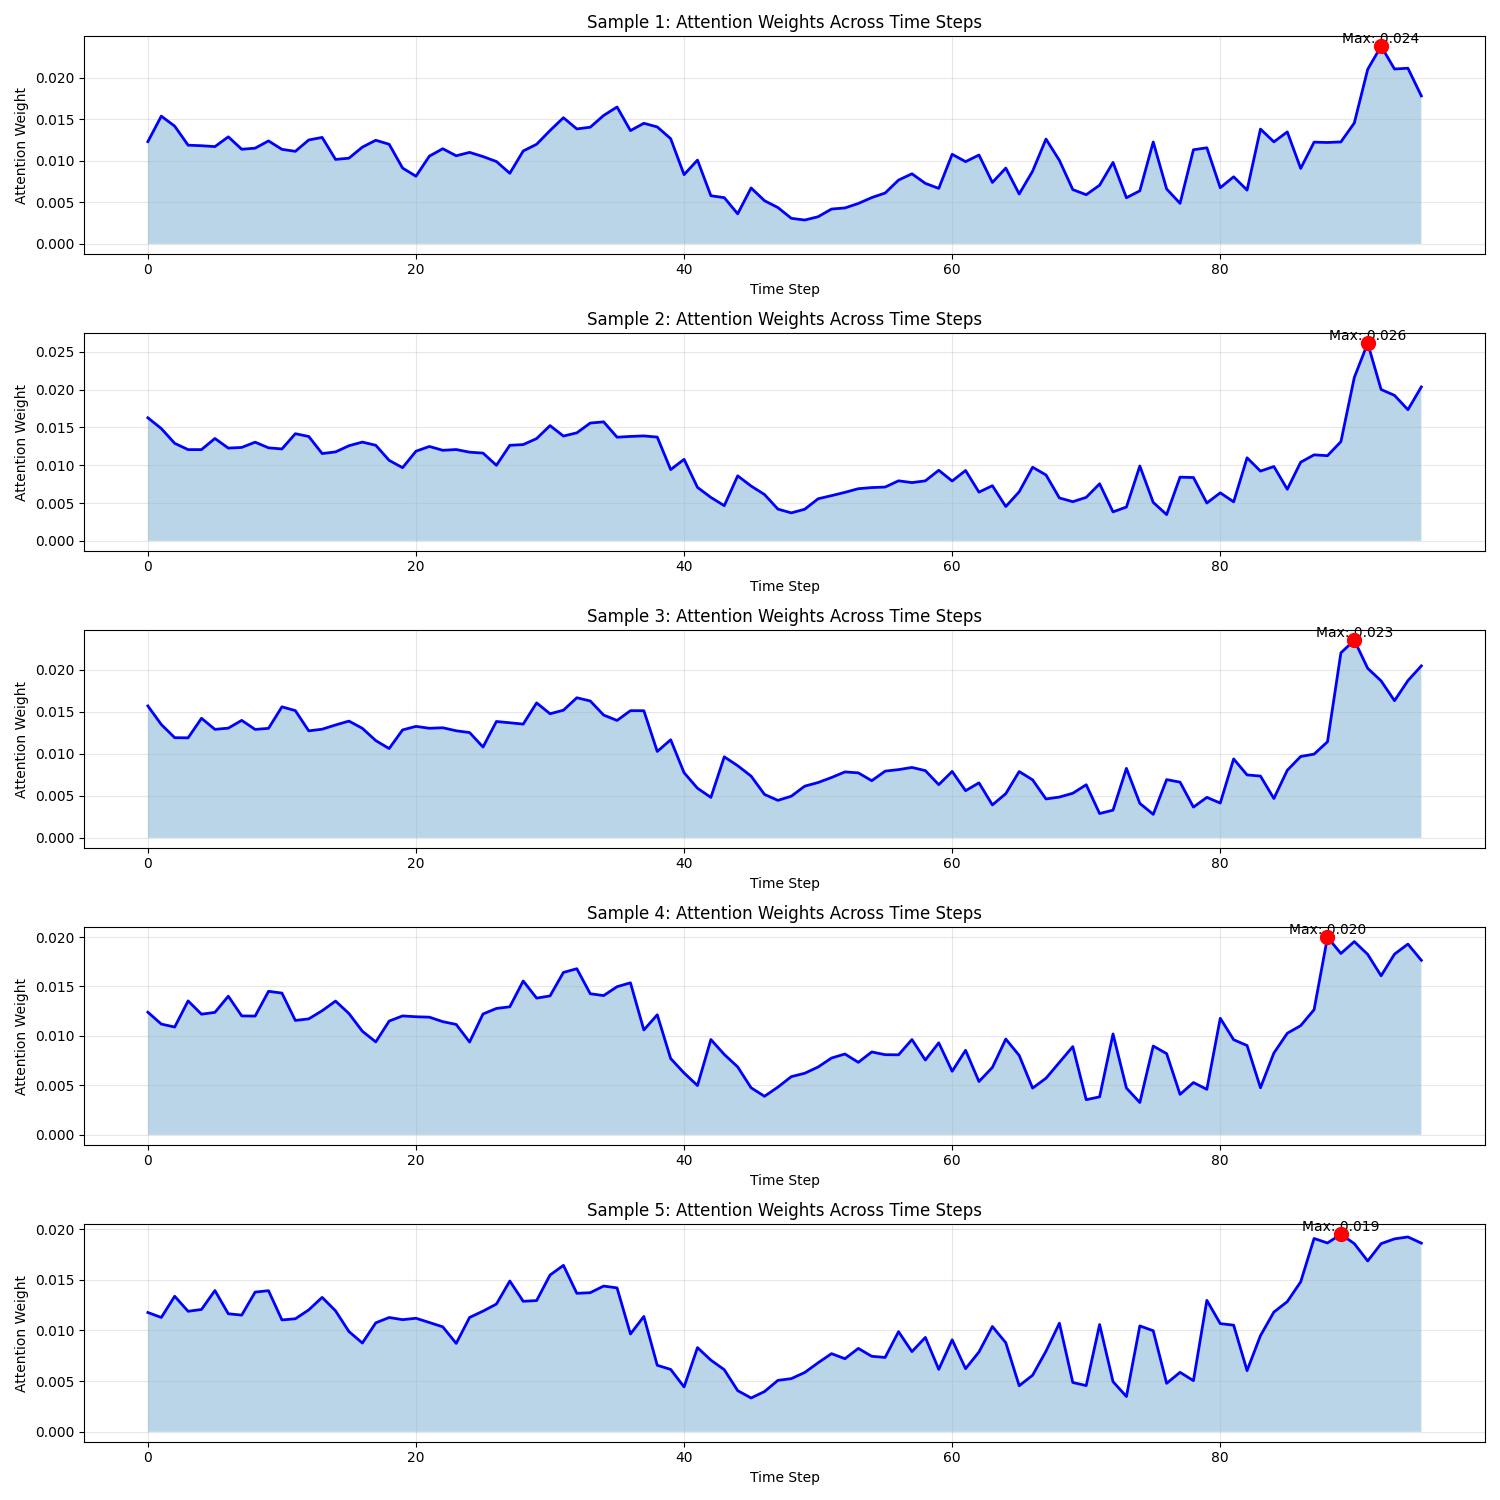 Sample 1: Attention Weights Across Time Steps
Max: 0.024
Attention Weight
0.020
0.015
0.010
0.005
0.000
0 20 40 60 80
Time Step
Sample 2: Attention Weights Across Time Steps
Max: 0.026
Attention Weight
0.025
0.020
0.015
0.010
0.005
0.000
0 20 40 60 80
Time Step
Sample 3: Attention Weights Across Time Steps
Max: 0.023
Attention Weight
0.020
0.015
0.010
0.005
0.000
0 20 40 60 80
Time Step
Sample 4: Attention Weights Across Time Steps
Max: 0.020
Attention Weight
0.020
0.015
0.010
0.005
0.000
0 20 40 60 80
Time Step
Sample 5: Attention Weights Across Time Steps
Max: 0.019
Attention Weight
0.020
0.015
0.010
0.005
0.000
0 20 40 60 80
Time Step